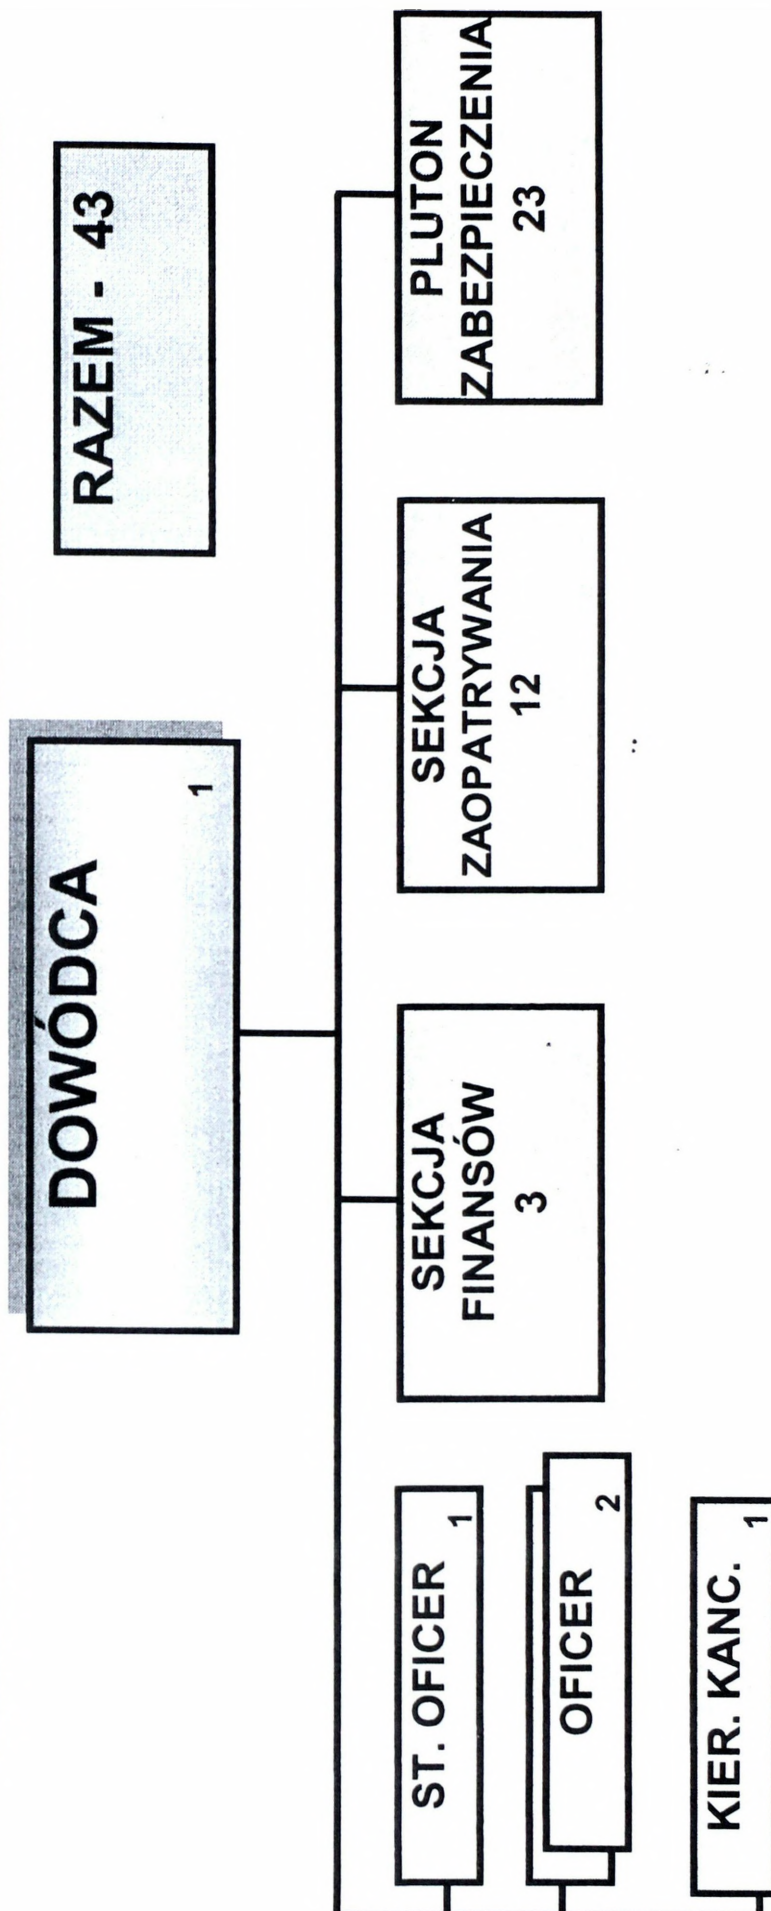 RAZEM - 43
DOWÓDCA
1
ST. OFICER
1
OFICER
2
KIER. KANC.
1
SEKCJA
FINANSÓW
3
SEKCJA
ZAOPATRYWANIA
12
PLUTON
ZABEZPIECZENIA
23